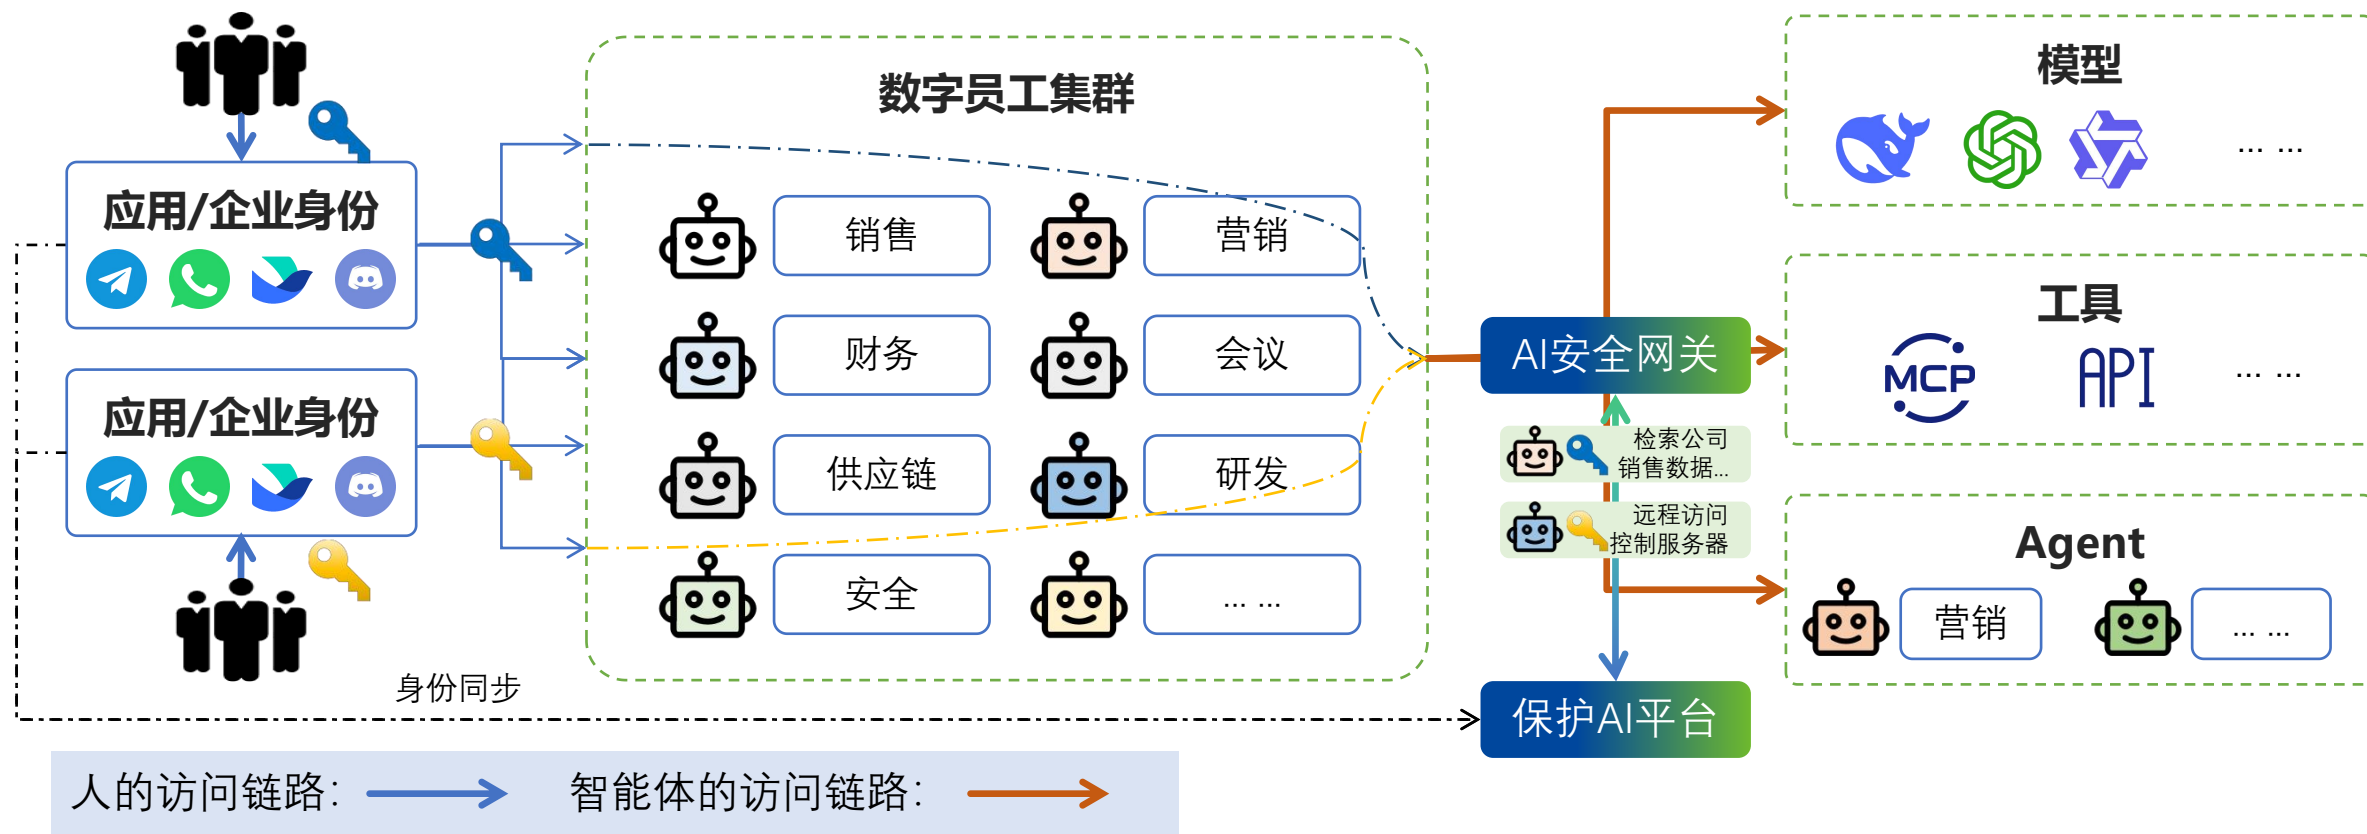 数字员工集群
模型
... ...
应用/企业身份
销售
营销
工具
MCP
API
... ...
财务
会议
AI安全网关
应用/企业身份
检索公司
销售数据...
供应链
研发
远程访问
控制服务器
Agent
安全
... ...
营销
... ...
身份同步
保护AI平台
人的访问链路：
智能体的访问链路：